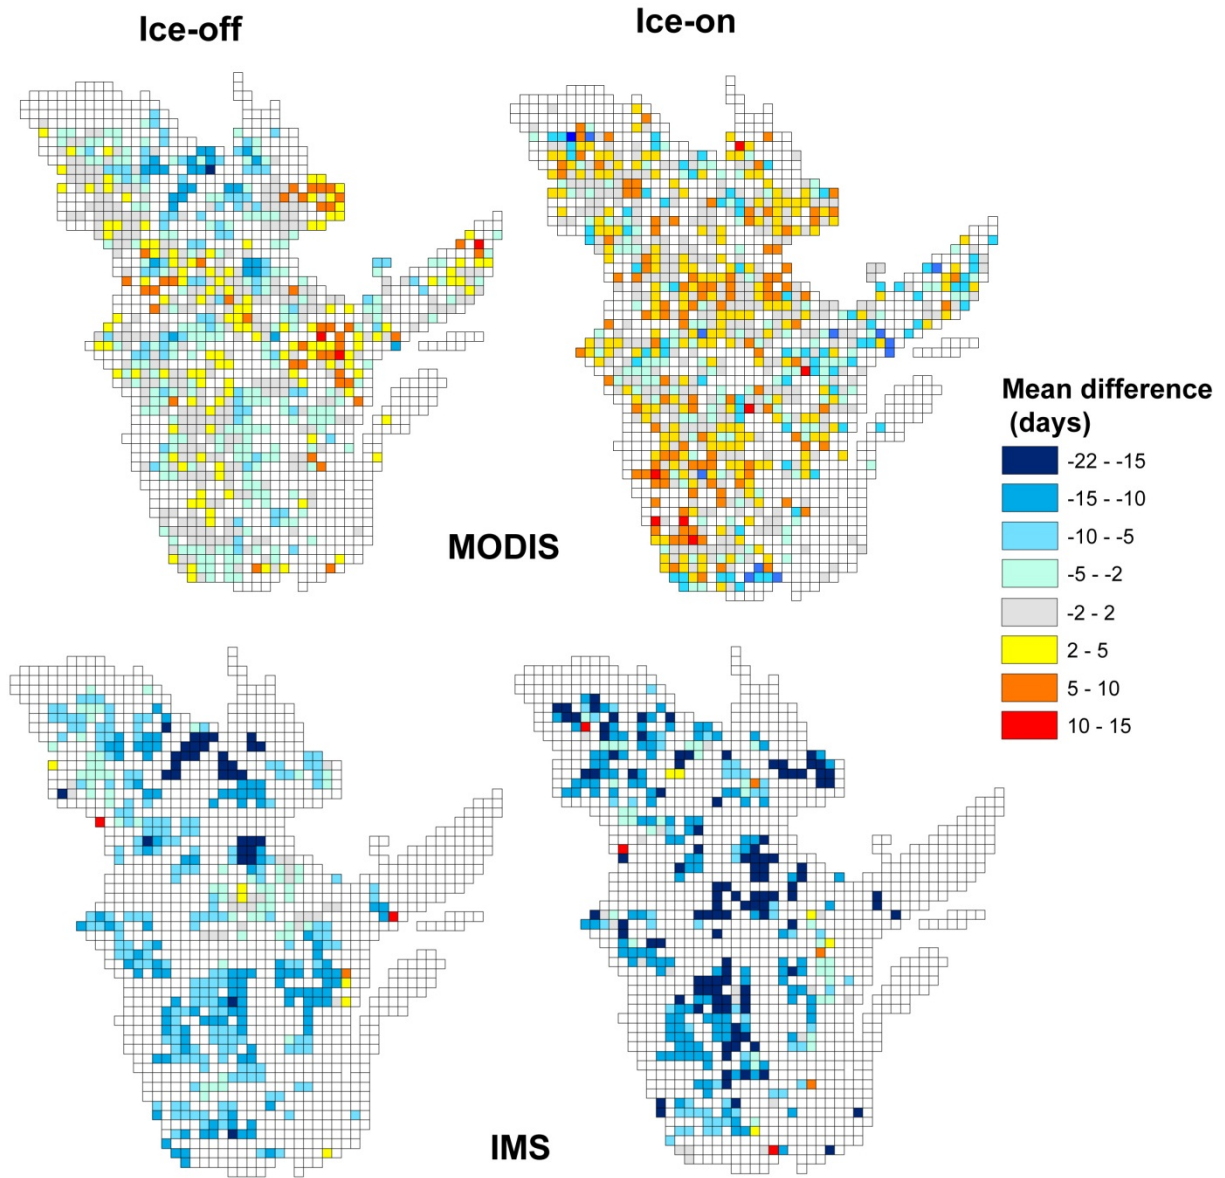 Ice-off
Ice-on
MODIS
Mean difference
(days)
-22 - -15
-15 - -10
-10 - -5
-5 - -2
-2 - 2
2 - 5
5 - 10
10 - 15
IMS